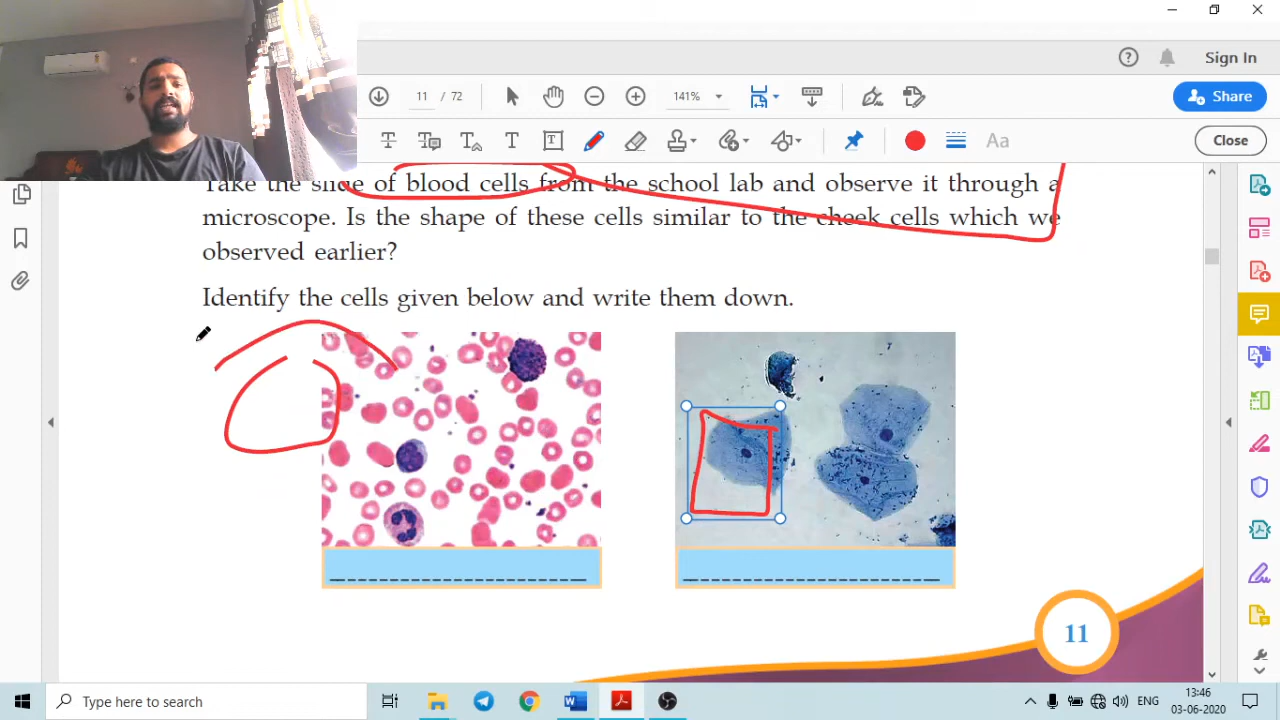 Sign In
11 / 72
141%
Share
Aa
Close
Take the slide of blood cells from the school lab and observe it through a
microscope. Is the shape of these cells similar to the cheek cells which we
observed earlier?
Identify the cells given below and write them down.
11
Type here to search
ENG
13:46
03-06-2020